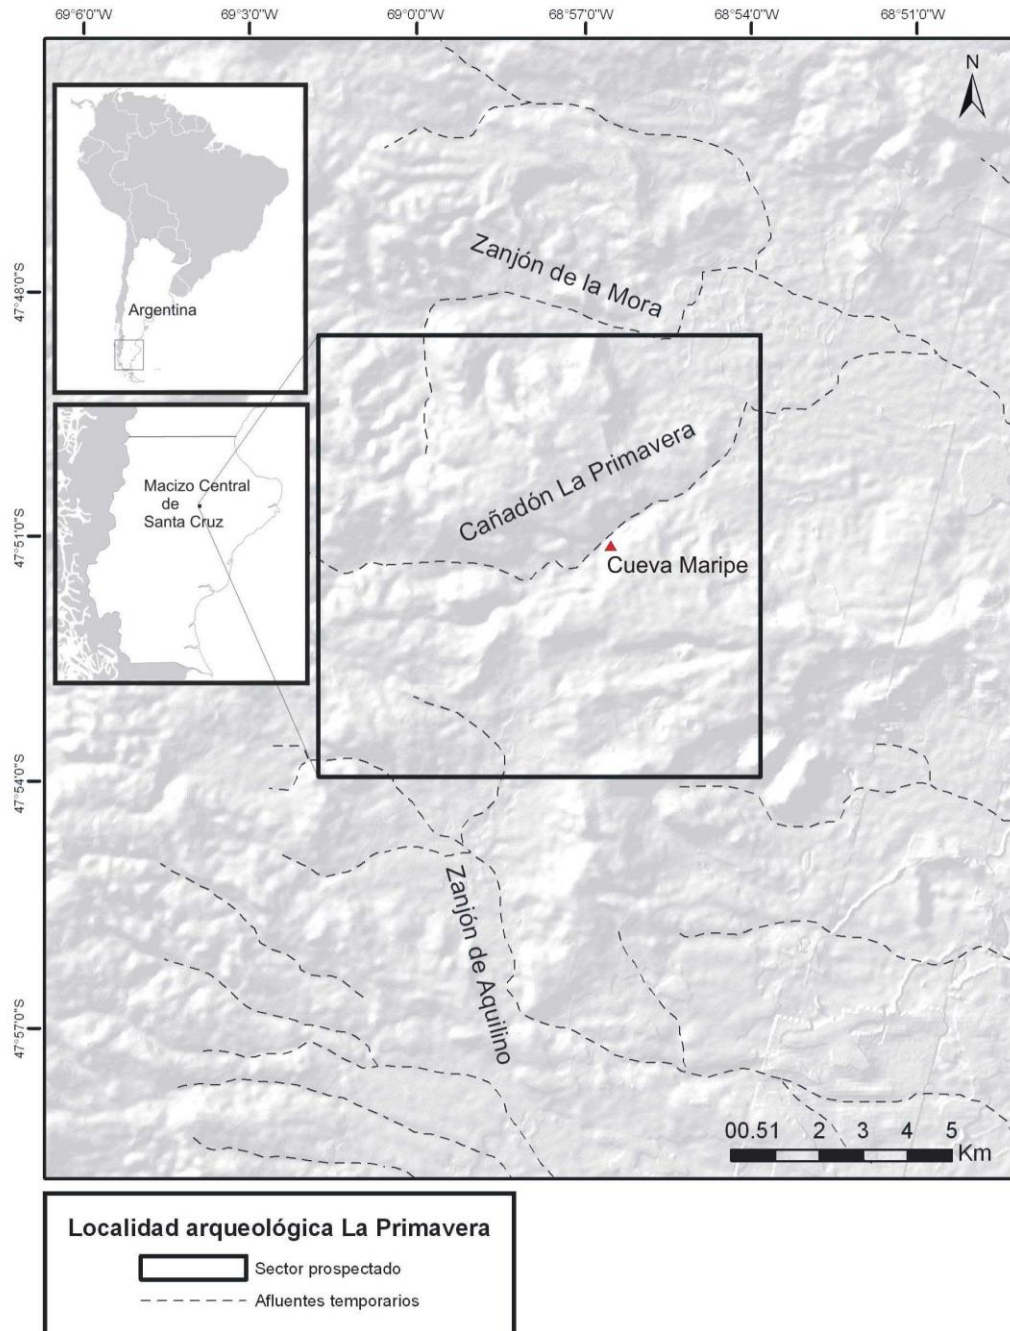 69°6'0"W
69°3'0"W
69°0'0"W
68°57'0"W
68°54'0"W
68°51'0"W
N
Argentina
47°48'0"S
Zanjón de la Mora
Macizo Central
de
Santa Cruz
Cañadón La Primavera
47°51'0"S
Cueva Maripe
47°54'0"S
Zanjón de Aquilino
47°57'0"S
00.51 2 3 4 5
Km
Localidad arqueológica La Primavera
Sector prospectado
Afluentes temporarios